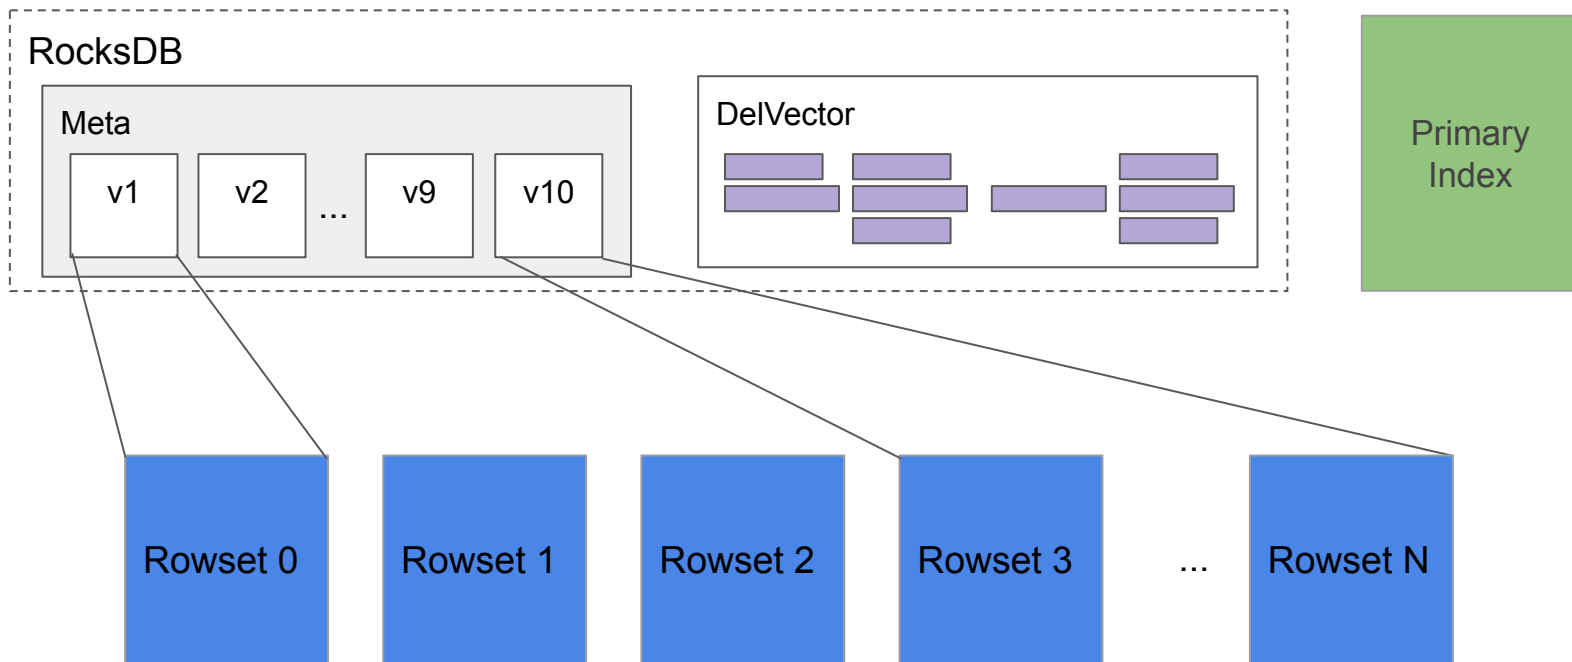 RocksDB
Meta
v1
v2
...
v9
v10
DelVector
Primary
Index
Rowset 0
Rowset 1
Rowset 2
Rowset 3
...
Rowset N